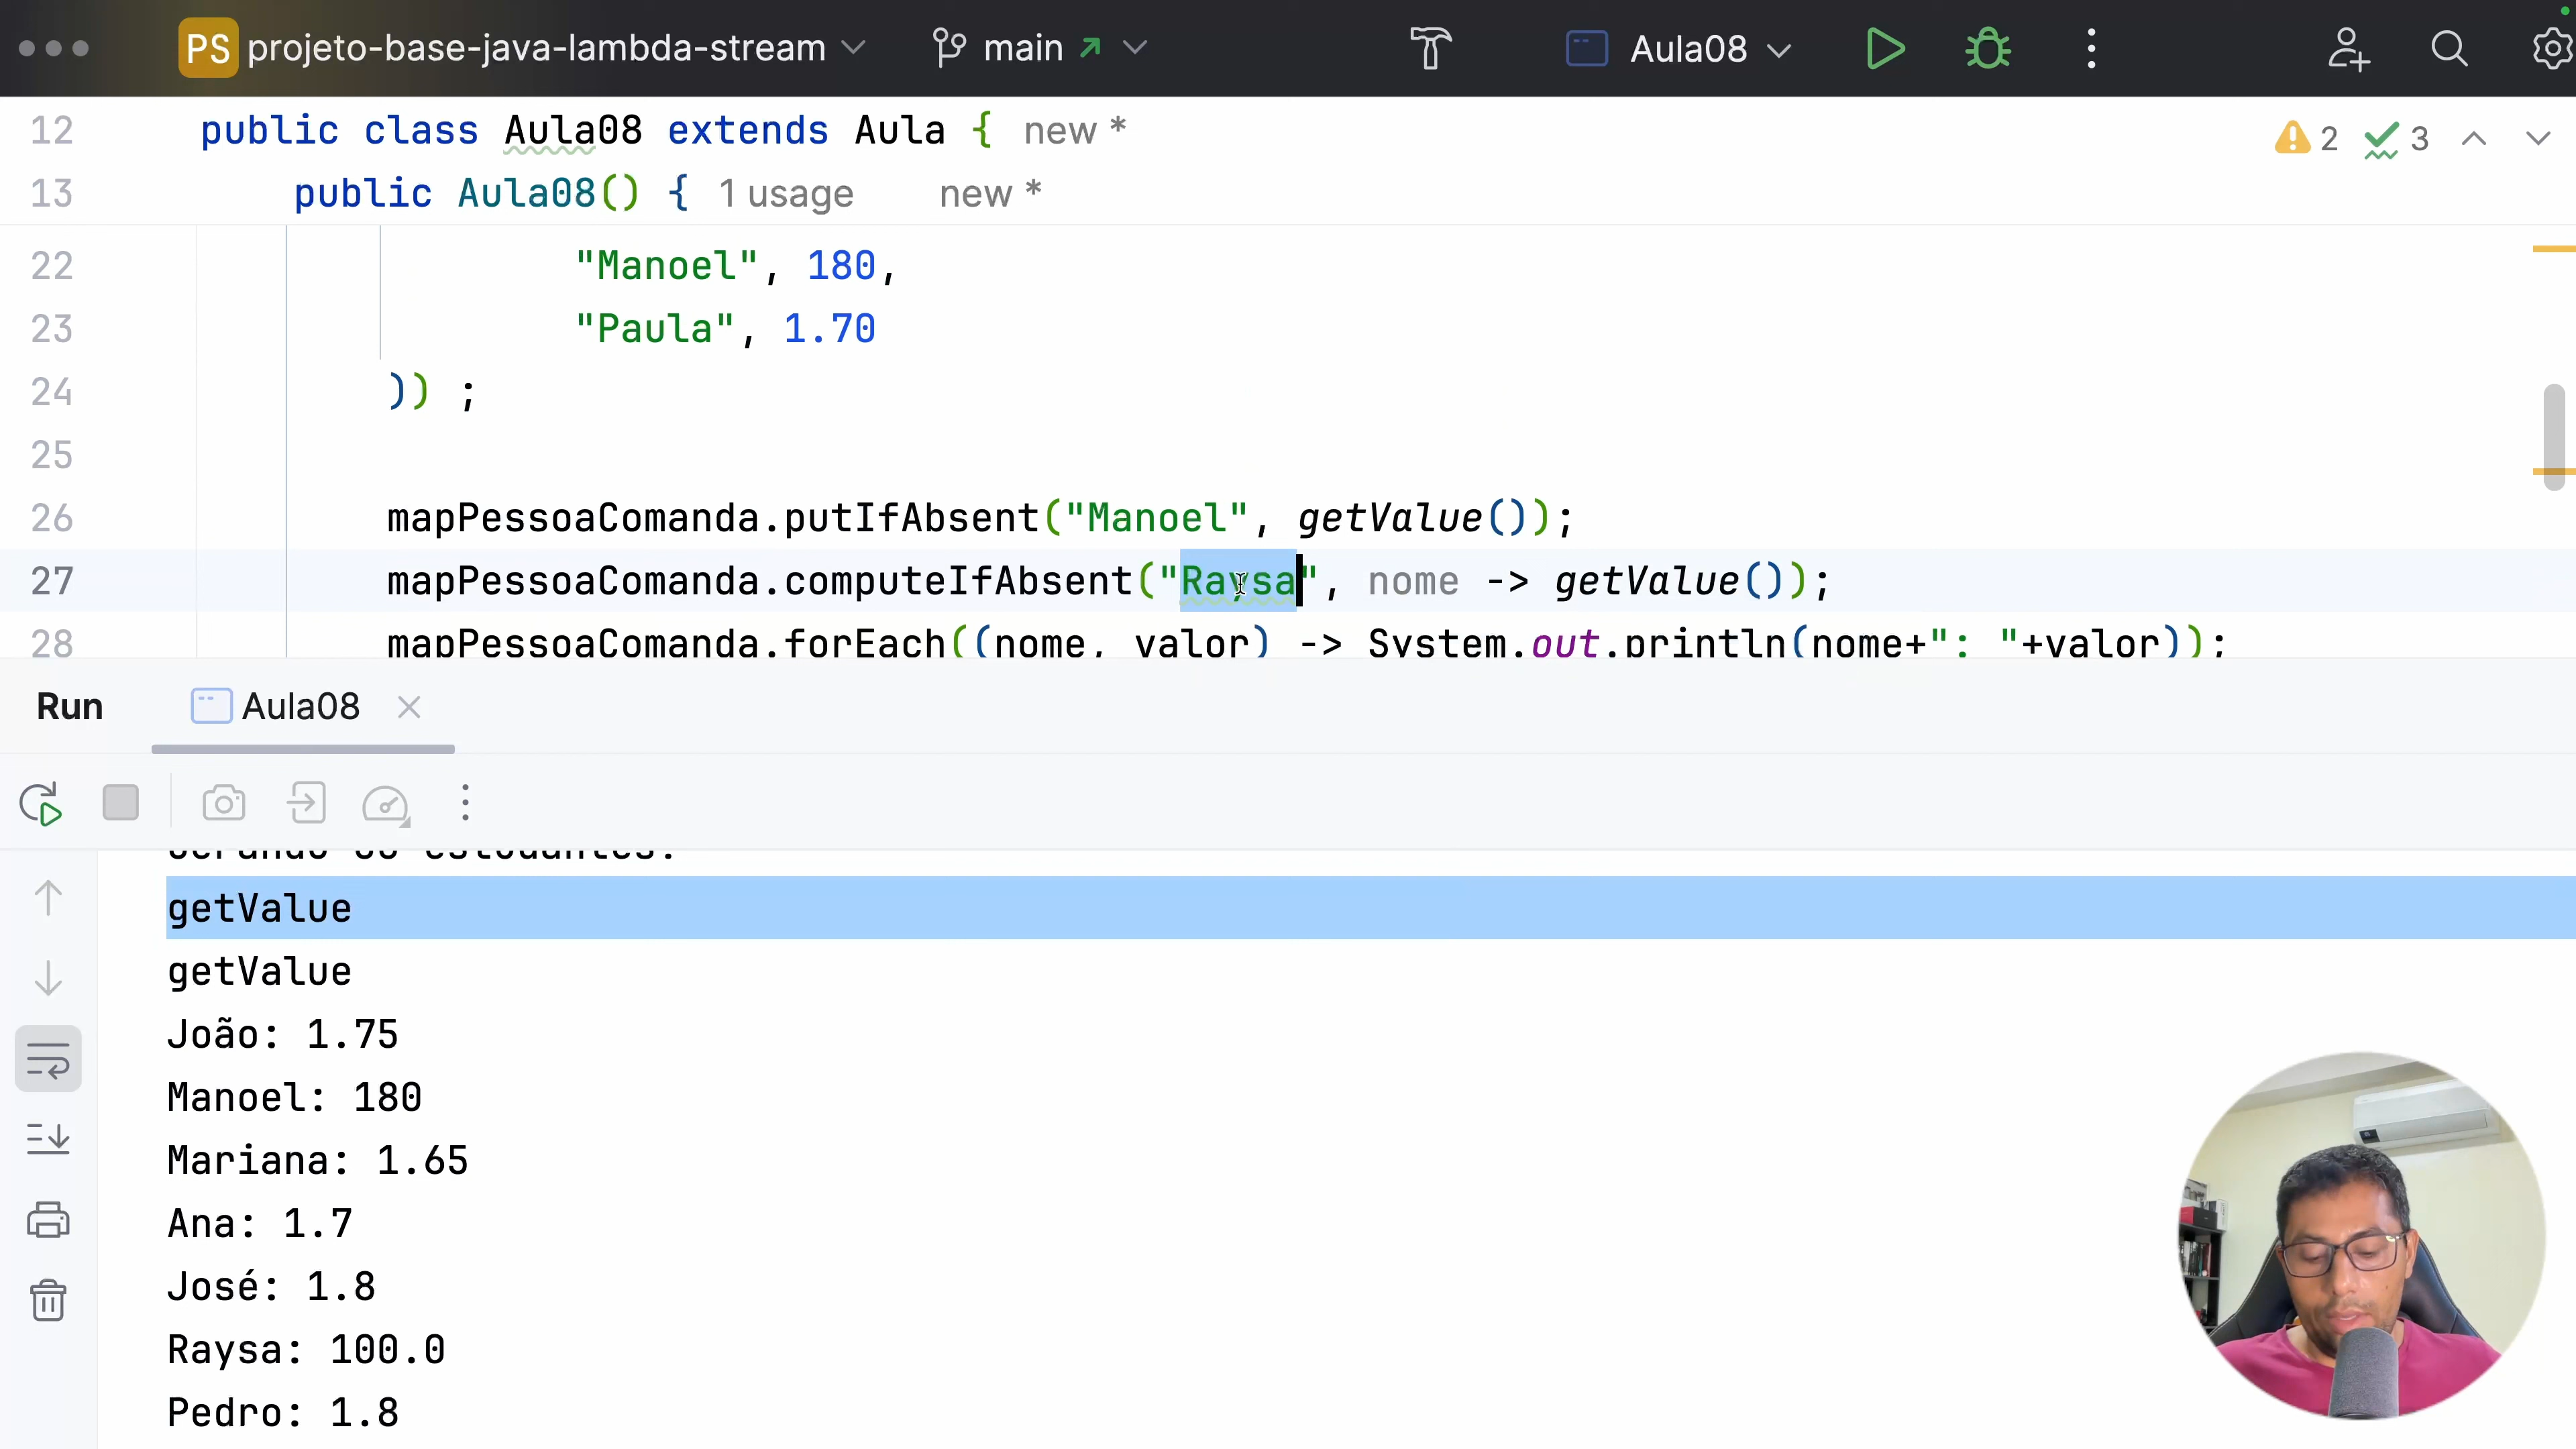 PS projeto-base-java-lambda-stream main Aula08
12 public class Aula08 extends Aula { new *
2 3
13 public Aula08() { 1 usage new *
22 "Manoel", 180,
23 "Paula", 1.70
24 )) ;
25
26 mapPessoaComanda.putIfAbsent("Manoel", getValue());
27 mapPessoaComanda.computeIfAbsent("Raysa", nome -> getValue());
28 mapPessoaComanda.forEach((nome, valor) -> System.out.println(nome+": "+valor));
Run Aula08
getValue
getValue
João: 1.75
Manoel: 180
Mariana: 1.65
Ana: 1.7
José: 1.8
Raysa: 100.0
Pedro: 1.8